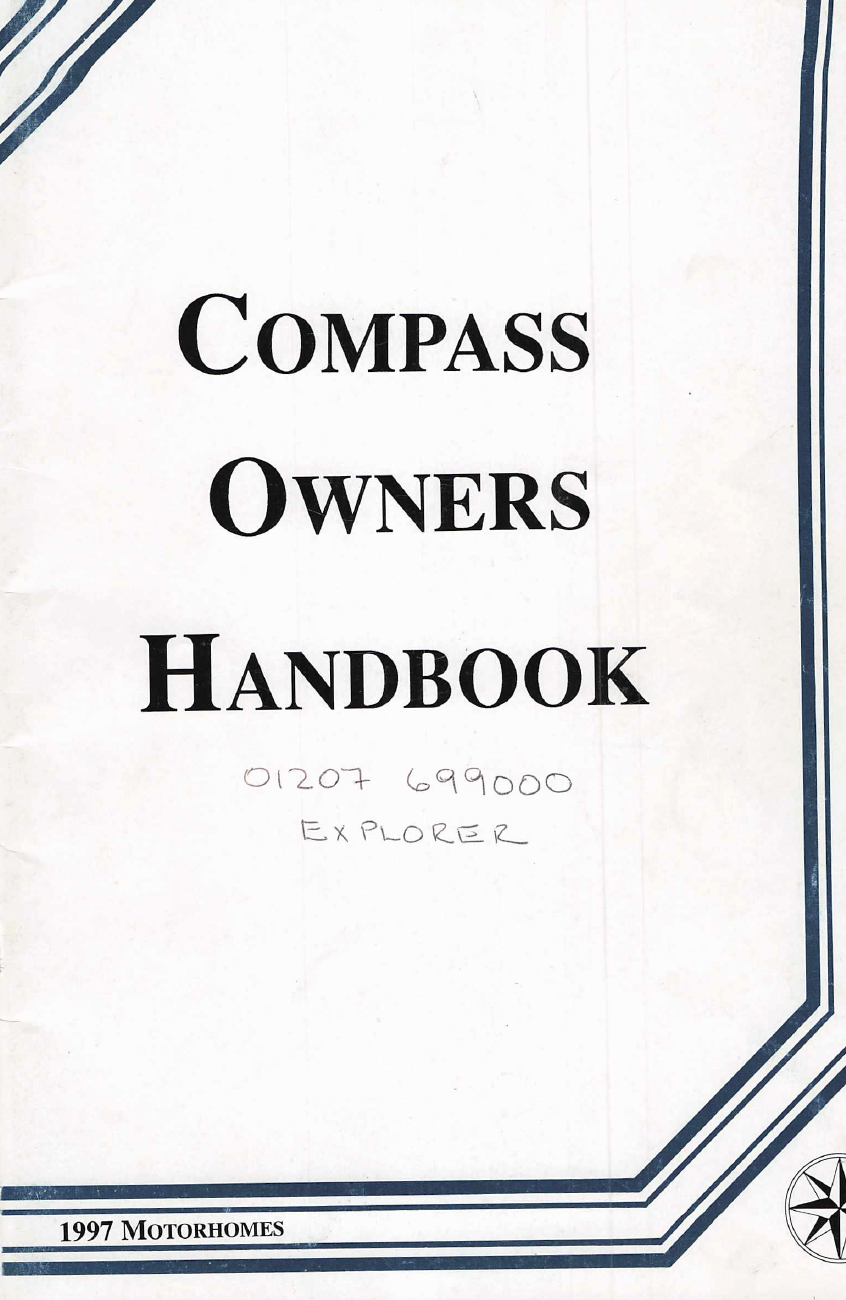 COMPASS
OWNERS
HANDBOOK
01207 699000
EXPLORER
1997 MOTORHOMES